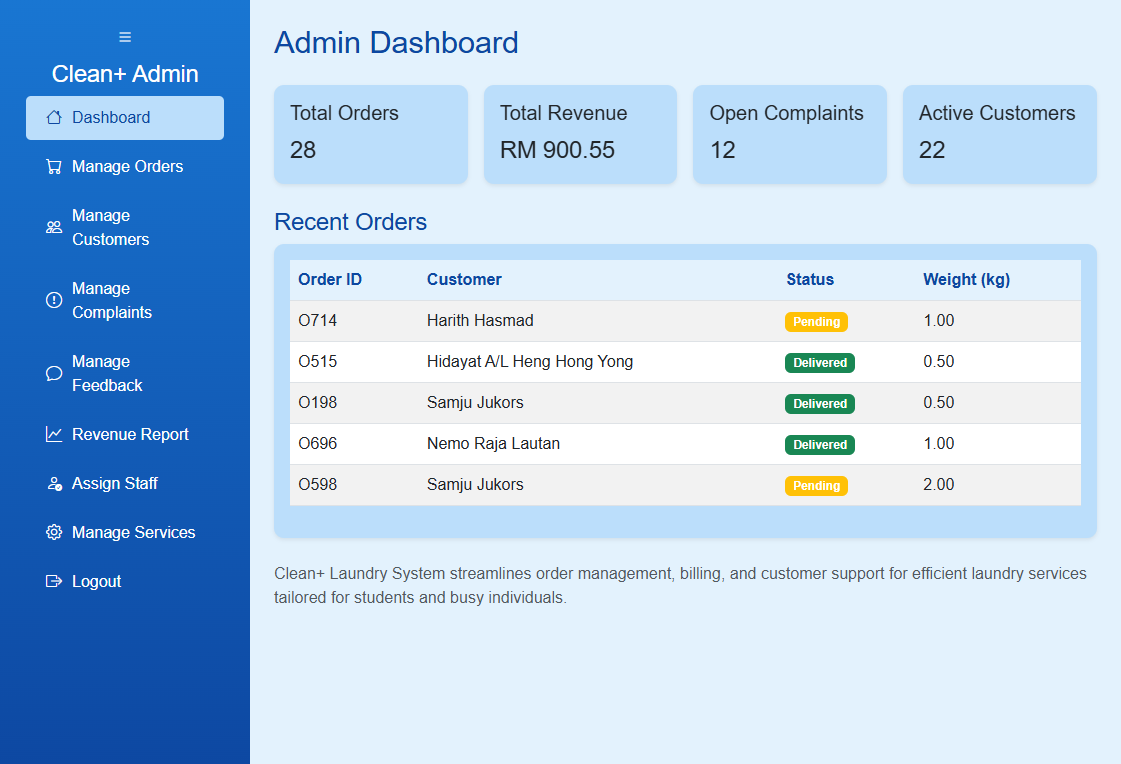 Clean+ Admin
Dashboard
Manage Orders
Manage
Customers
Manage
Complaints
Manage
Feedback
Revenue Report
Assign Staff
Manage Services
Logout
Admin Dashboard
Total Orders
28
Total Revenue
RM 900.55
Open Complaints
12
Active Customers
22
Recent Orders
Order ID Customer Status Weight (kg)
O714 Harith Hasmad Pending 1.00
O515 Hidayat A/L Heng Hong Yong Delivered 0.50
O198 Samju Jukors Delivered 0.50
O696 Nemo Raja Lautan Delivered 1.00
O598 Samju Jukors Pending 2.00
Clean+ Laundry System streamlines order management, billing, and customer support for efficient laundry services
tailored for students and busy individuals.